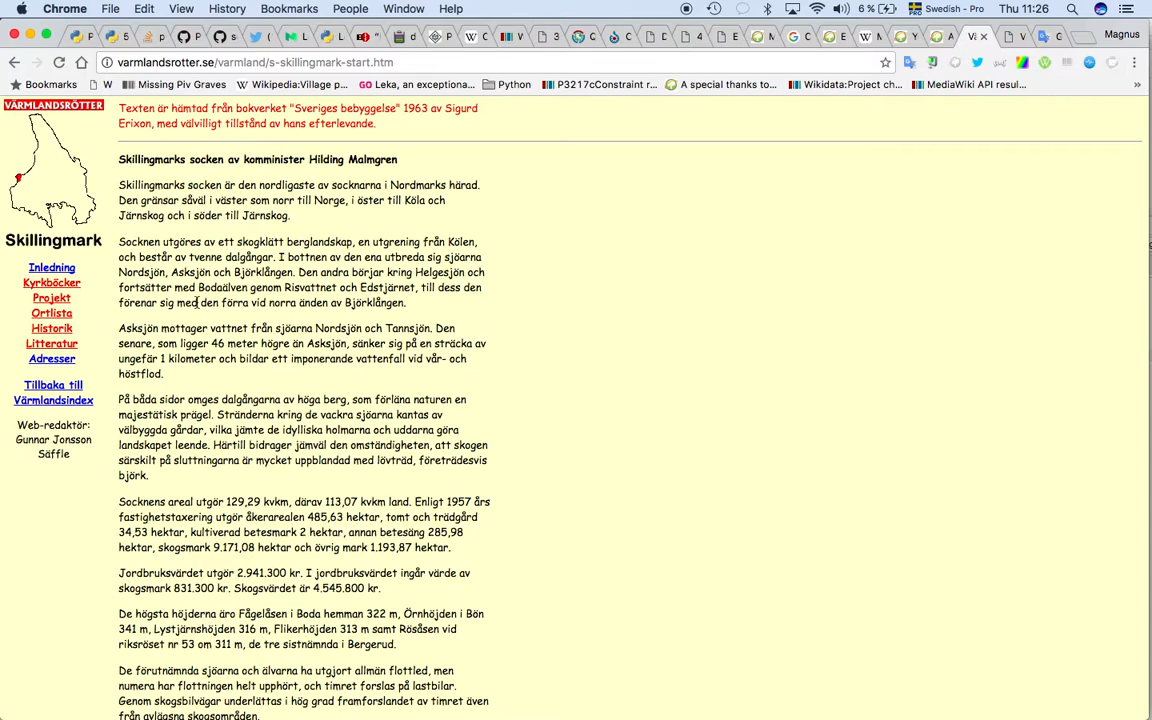 Chrome File Edit View History Bookmarks People Window Help
6 % Swedish - Pro Thu 11:26
Magnus
varmlandsrotter.se/varmland/s-skillingmark-start.htm
Bookmarks W Missing Piv Graves Wikipedia:Village p... Leka, an exceptiona... Python P3217cConstraint r... A special thanks to... Wikidata:Project ch... MediaWiki API resul... »
VÄRMLANDSRÖTTER
Skillingmark
Inledning
Kyrkböcker
Projekt
Ortlista
Historik
Litteratur
Adresser
Tillbaka till
Värmlandsindex
Web-redaktör:
Gunnar Jonsson
Säffle
Texten är hämtad från bokverket "Sveriges bebyggelse" 1963 av Sigurd
Erixon, med välvilligt tillstånd av hans efterlevande.
Skillingmarks socken av komminister Hilding Malmgren
Skillingmarks socken är den nordligaste av socknarna i Nordmarks härad.
Den gränsar såväl i väster som norr till Norge, i öster till Köla och
Järnskog och i söder till Järnskog.
Socknen utgöres av ett skogklätt berglandskap, en utgrening från Kölen,
och består av tvenne dalgångar. I bottnen av den ena utbreda sig sjöarna
Nordsjön, Asksjön och Björklången. Den andra börjar kring Helgesjön och
fortsätter med Bodaälven genom Risvattnet och Edstjärnet, till dess den
förenar sig med den förra vid norra änden av Björklången.
Asksjön mottager vattnet från sjöarna Nordsjön och Tannsjön. Den
senare, som ligger 46 meter högre än Asksjön, sänker sig på en sträcka av
ungefär 1 kilometer och bildar ett imponerande vattenfall vid vår- och
höstflod.
På båda sidor omges dalgångarna av höga berg, som förläna naturen en
majestätisk prägel. Stränderna kring de vackra sjöarna kantas av
välbyggda gårdar, vilka jämte de idylliska holmarna och uddarna göra
landskapet leende. Härtill bidrager jämväl den omständigheten, att skogen
särskilt på sluttningarna är mycket uppblandad med lövträd, företrädesvis
björk.
Socknens areal utgör 129,29 kvkm, därav 113,07 kvkm land. Enligt 1957 års
fastighetstaxering utgör åkerarealen 485,63 hektar, tomt och trädgård
34,53 hektar, kultiverad betesmark 2 hektar, annan betesäng 285,98
hektar, skogsmark 9.171,08 hektar och övrig mark 1.193,87 hektar.
Jordbruksvärdet utgör 2.941.300 kr. I jordbruksvärdet ingår värde av
skogsmark 831.300 kr. Skogsvärdet är 4.545.800 kr.
De högsta höjderna äro Fågelåsen i Boda hemman 322 m, Örnhöjden i Bön
341 m, Lystjärnshöjden 316 m, Flikerhöjden 313 m samt Rösåsen vid
riksröset nr 53 om 311 m, de tre sistnämnda i Bergerud.
De förutnämnda sjöarna och älvarna ha utgjort allmän flottled, men
numera har flottningen helt upphört, och timret forslas på lastbilar.
Genom skogsbilvägar underlättas i hög grad framforslandet av timret även
från avlägsna skogsområden.